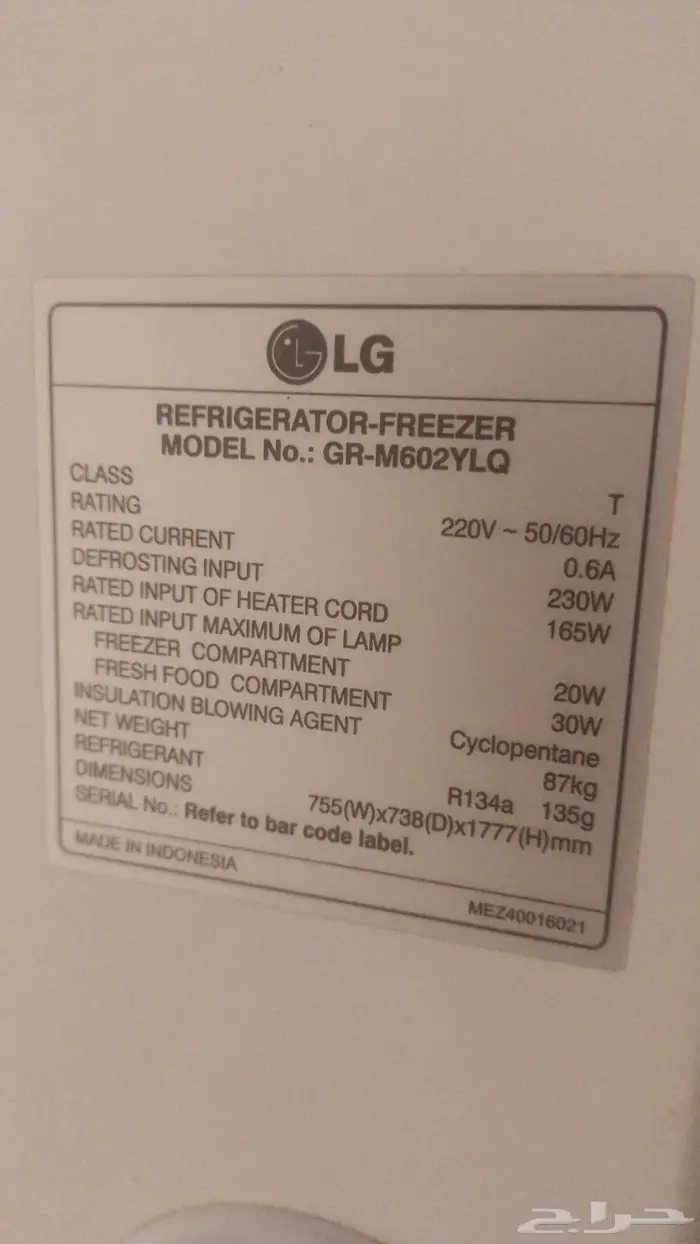 LG
REFRIGERATOR-FREEZER
MODEL No.: GR-M602YLQ
CLASS T
RATING 220V ~ 50/60Hz
RATED CURRENT 0.6A
DEFROSTING INPUT 230W
RATED INPUT OF HEATER CORD 165W
RATED INPUT MAXIMUM OF LAMP
FREEZER COMPARTMENT 20W
FRESH FOOD COMPARTMENT 30W
INSULATION BLOWING AGENT Cyclopentane
NET WEIGHT 87kg
REFRIGERANT R134a 135g
DIMENSIONS 755(W)x738(D)x1777(H)mm
SERIAL No.: Refer to bar code label.
MADE IN INDONESIA
MEZ40016021
حراج